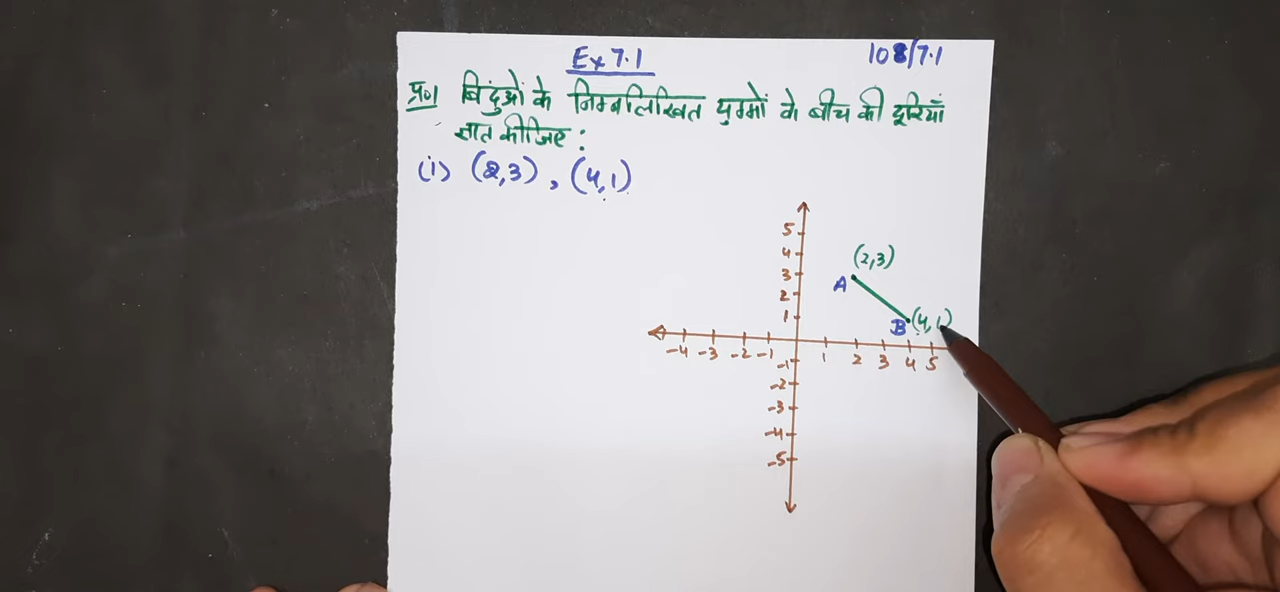 Ex 7.1
108/7.1
प्र01 बिंदुओं के निम्नलिखित युग्मों के बीच की दूरियाँ
ज्ञात कीजिए :
(i) (2,3) , (4,1)
5
4
3
2
1
(2,3)
A
B (4,1)
-4 -3 -2 -1 1 2 3 4 5
-1
-2
-3
-4
-5